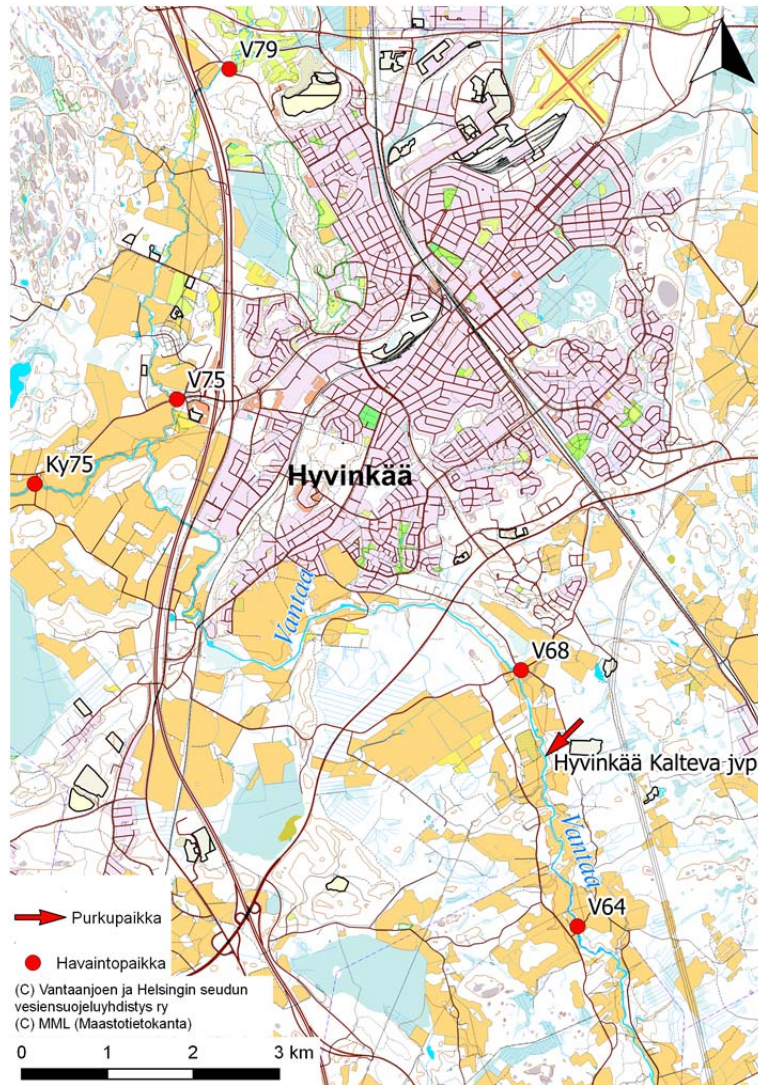 V79
V75
Ky75
Hyvinkää
Vantaa
V68
Hyvinkää Kalteva jvp
Vantaa
V64
Purkupaikka
Havaintopaikka
(C) Vantaanjoen ja Helsingin seudun
vesiensuojeluyhdistys ry
(C) MML (Maastotietokanta)
0 1 2 3 km